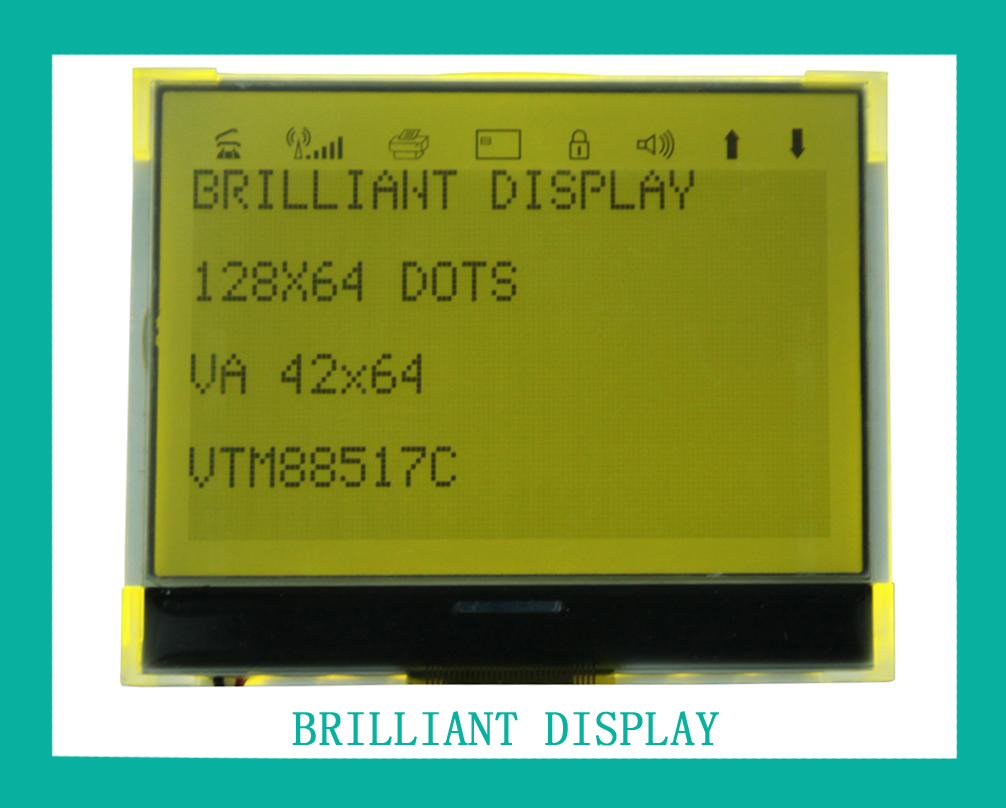 BRILLIANT DISPLAY
128X64 DOTS
VA 42x64
VTM88517C
BRILLIANT DISPLAY